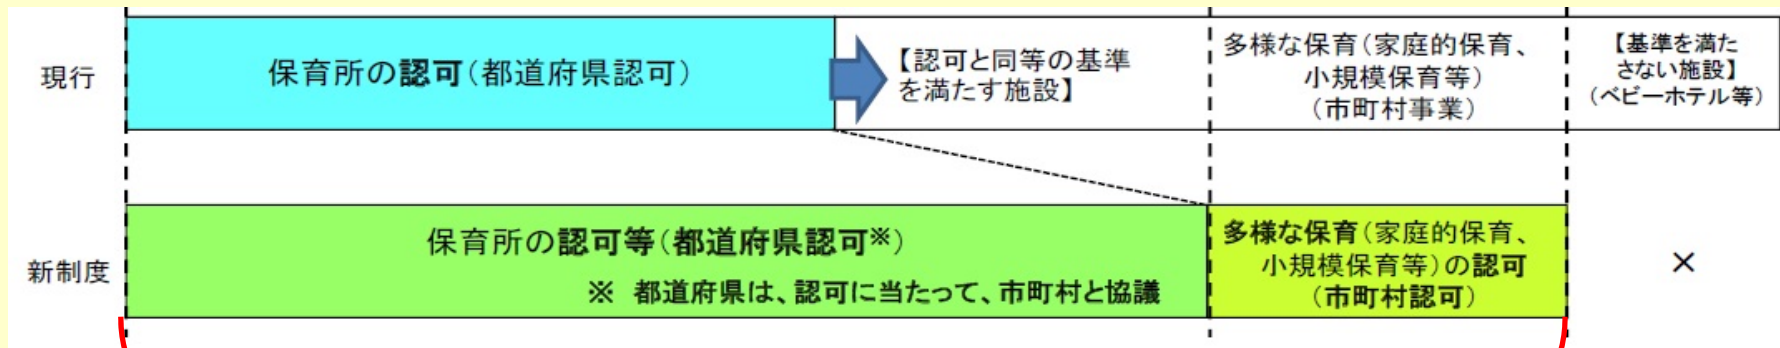 現行
保育所の認可(都道府県認可)
【認可と同等の基準
を満たす施設】
多様な保育(家庭的保育、
小規模保育等)
(市町村事業)
【基準を満た
さない施設】
(ベビーホテル等)
新制度
保育所の認可等(都道府県認可※)
※ 都道府県は、認可に当たって、市町村と協議
多様な保育(家庭的保育、
小規模保育等)の認可
(市町村認可)
×